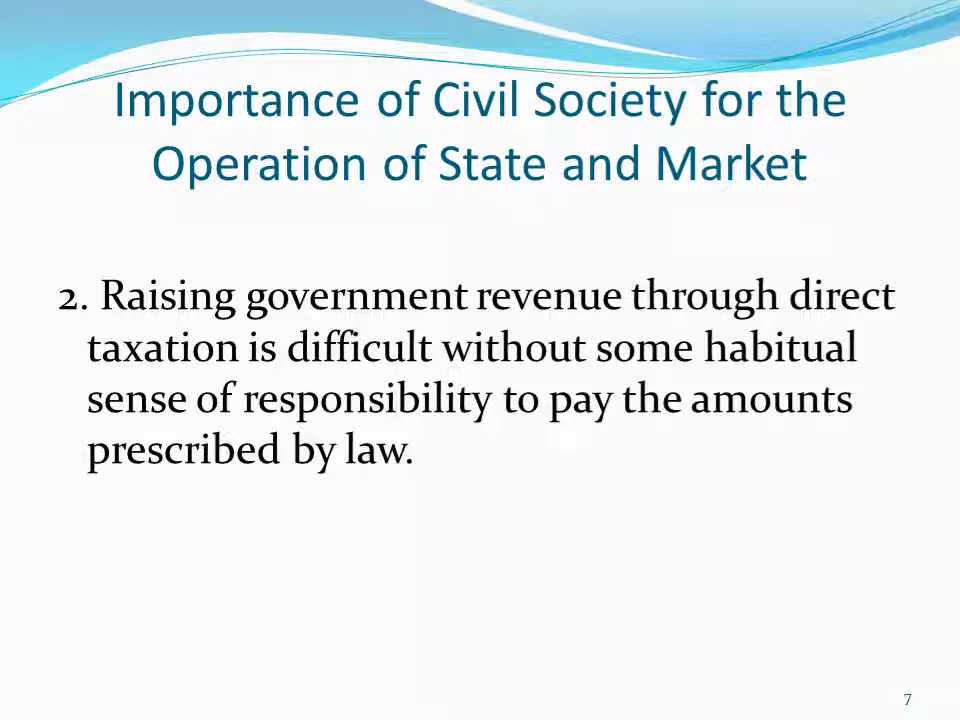 Importance of Civil Society for the
Operation of State and Market
2. Raising government revenue through direct
taxation is difficult without some habitual
sense of responsibility to pay the amounts
prescribed by law.
7